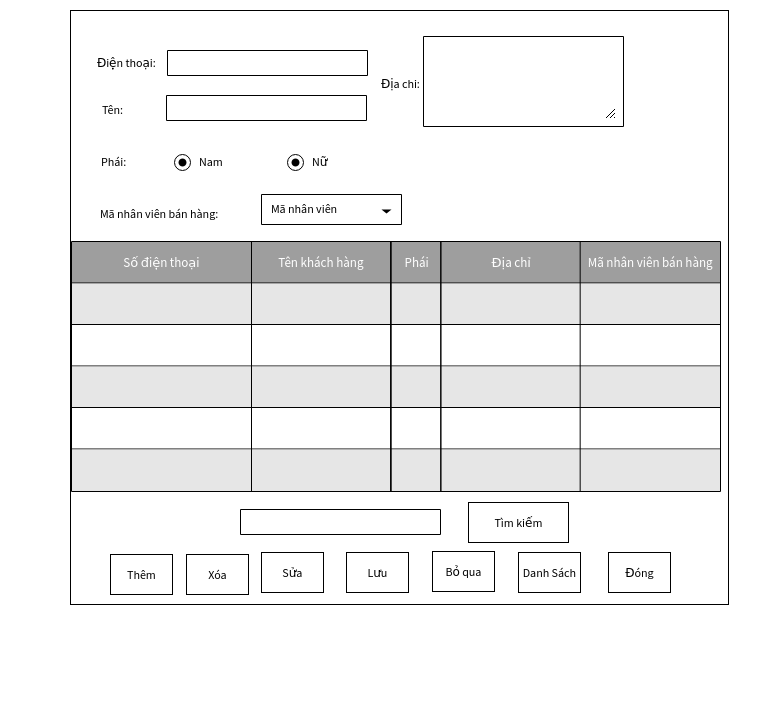 Điện thoại:
Địa chỉ:
Tên:
Phái:
Nam
Nữ
Mã nhân viên bán hàng:
Mã nhân viên
Số điện thoại
Tên khách hàng
Phái
Địa chỉ
Mã nhân viên bán hàng
Tìm kiếm
Thêm
Xóa
Sửa
Lưu
Bỏ qua
Danh Sách
Đóng